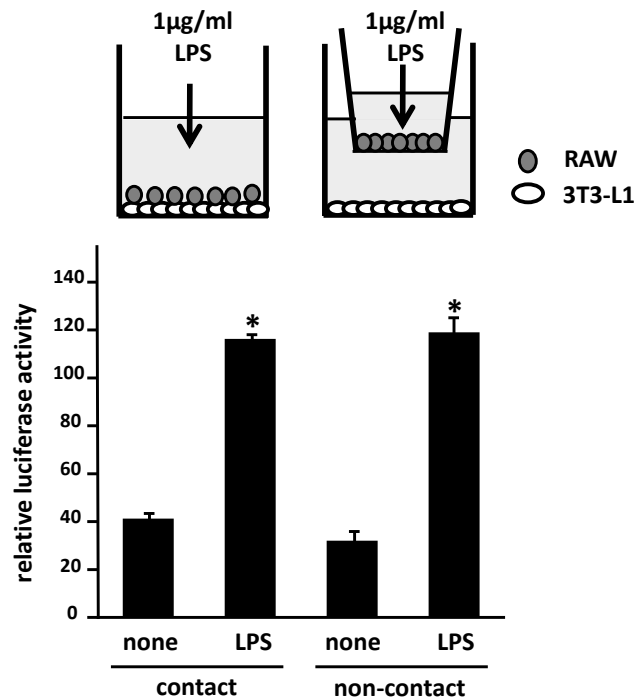 1µg/ml
LPS
1µg/ml
LPS
RAW
3T3-L1
relative luciferase activity
140
120
100
80
60
40
20
0
*
*
none
LPS
none
LPS
contact
non-contact